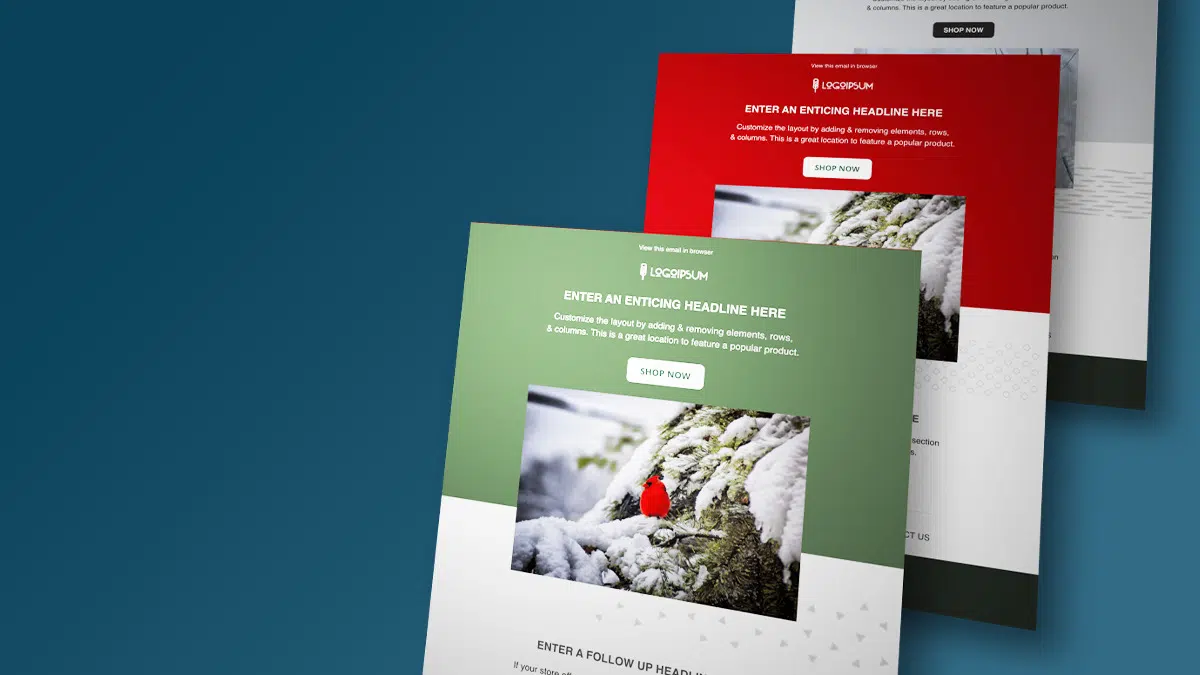 & columns. This is a great location to feature a popular product.
SHOP NOW
View this email in browser
LOGOIPSUM
ENTER AN ENTICING HEADLINE HERE
Customize the layout by adding & removing elements, rows,
& columns. This is a great location to feature a popular product.
SHOP NOW
section
CT US
View this email in browser
LOGOIPSUM
ENTER AN ENTICING HEADLINE HERE
Customize the layout by adding & removing elements, rows,
& columns. This is a great location to feature a popular product.
SHOP NOW
ENTER A FOLLOW UP HEADLIN
If your store